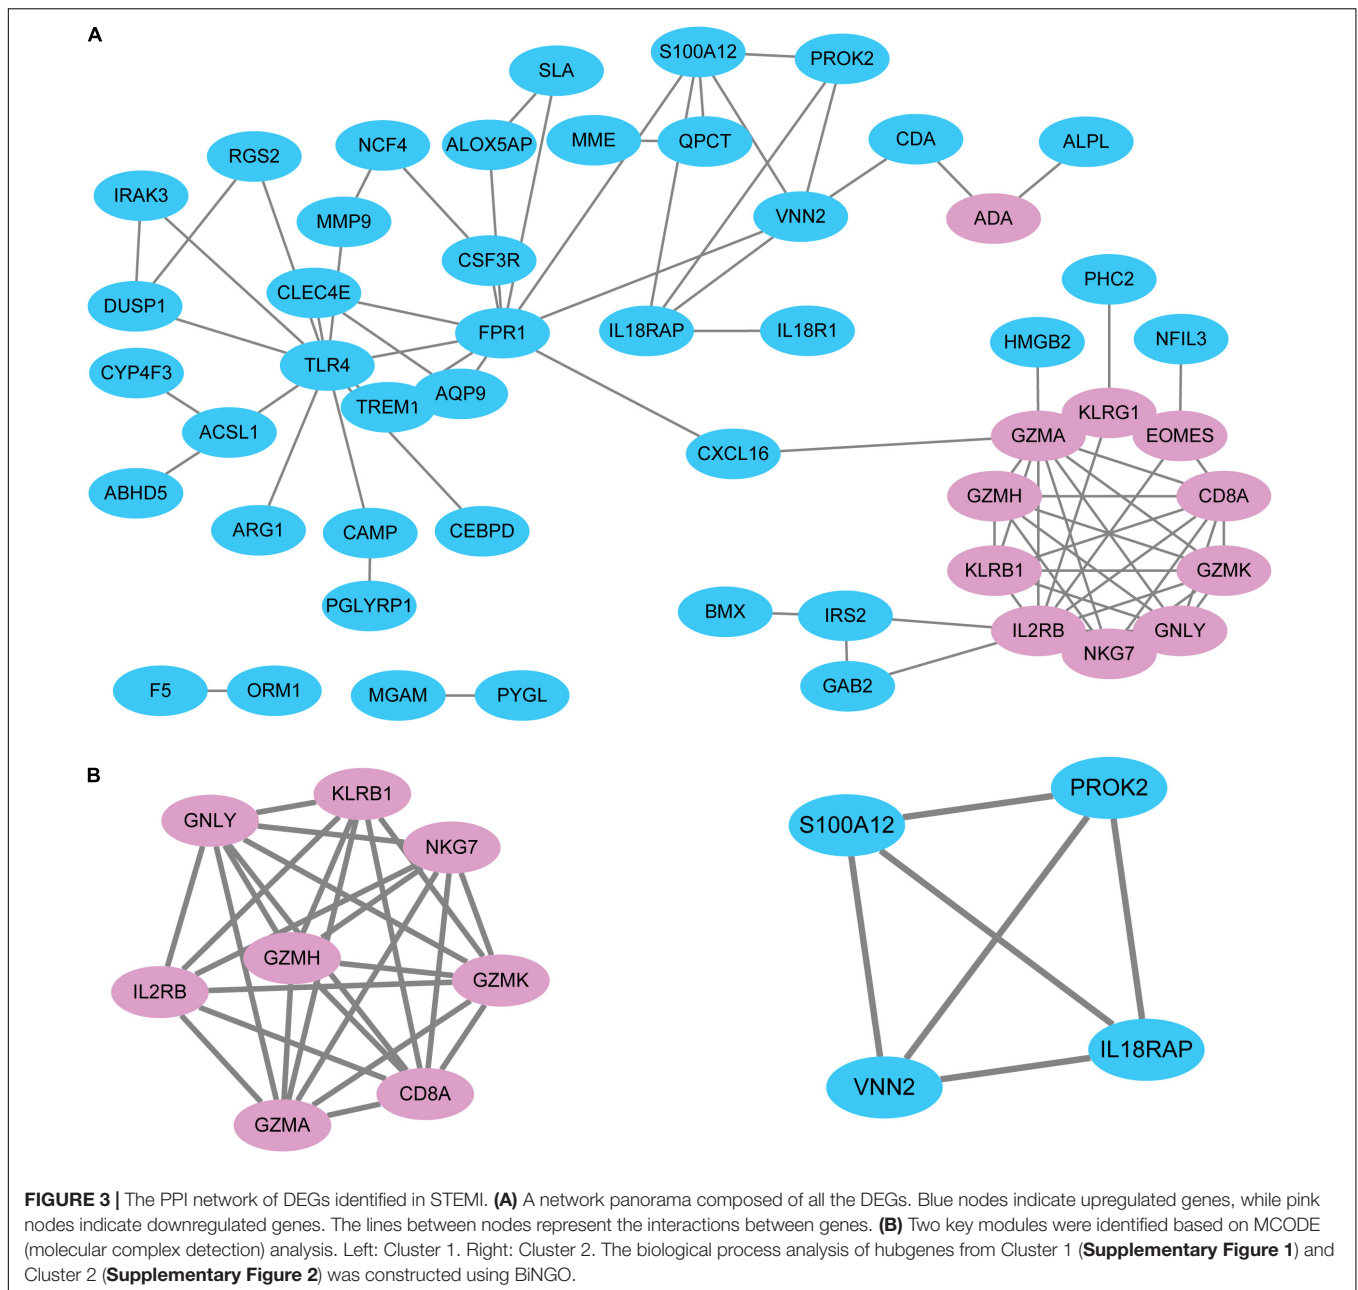 A
S100A12
PROK2
SLA
NCF4
ALOX5AP
MME
QPCT
CDA
ALPL
RGS2
IRAK3
MMP9
VNN2
ADA
CSF3R
PHC2
CLEC4E
DUSP1
FPR1
IL18RAP
IL18R1
HMGB2
NFIL3
CYP4F3
TLR4
TREM1
AQP9
KLRG1
GZMA
EOMES
ACSL1
CXCL16
ABHD5
GZMH
CD8A
ARG1
CAMP
CEBPD
KLRB1
GZMK
PGLYRP1
BMX
IRS2
IL2RB
GNLY
NKG7
GAB2
F5
ORM1
MGAM
PYGL
B
KLRB1
GNLY
NKG7
GZMH
IL2RB
GZMK
CD8A
GZMA
PROK2
S100A12
IL18RAP
VNN2
FIGURE 3 | The PPI network of DEGs identified in STEMI. (A) A network panorama composed of all the DEGs. Blue nodes indicate upregulated genes, while pink
nodes indicate downregulated genes. The lines between nodes represent the interactions between genes. (B) Two key modules were identified based on MCODE
(molecular complex detection) analysis. Left: Cluster 1. Right: Cluster 2. The biological process analysis of hubgenes from Cluster 1 (Supplementary Figure 1) and
Cluster 2 (Supplementary Figure 2) was constructed using BiNGO.